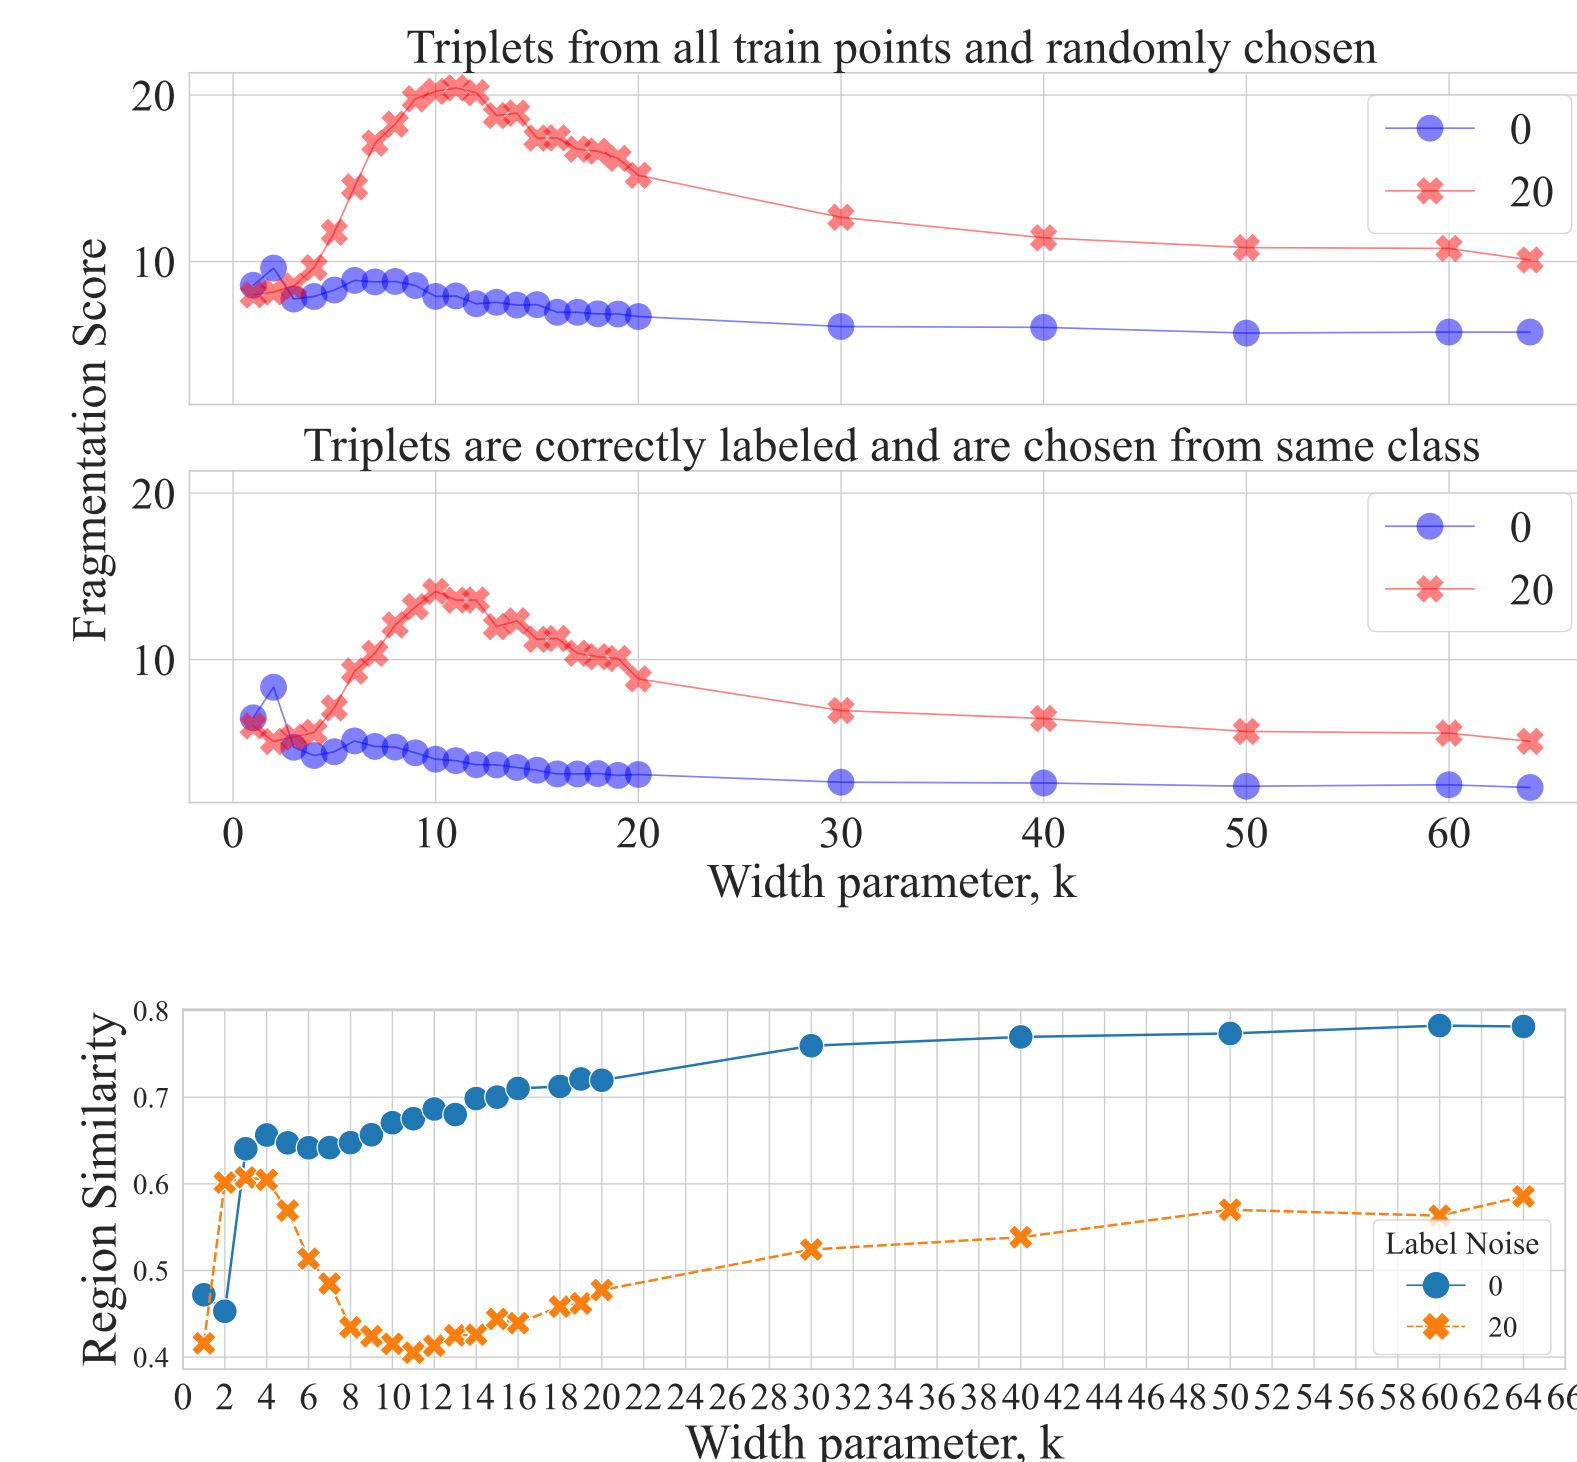 Triplets from all train points and randomly chosen
20
10
0
20
Fragmentation Score
Triplets are correctly labeled and are chosen from same class
20
10
0
20
0 10 20 30 40 50 60
Width parameter, k
Region Similarity
0.8
0.7
0.6
0.5
0.4
Label Noise
0
20
0 2 4 6 8 10 12 14 16 18 20 22 24 26 28 30 32 34 36 38 40 42 44 46 48 50 52 54 56 58 60 62 64 66
Width parameter, k